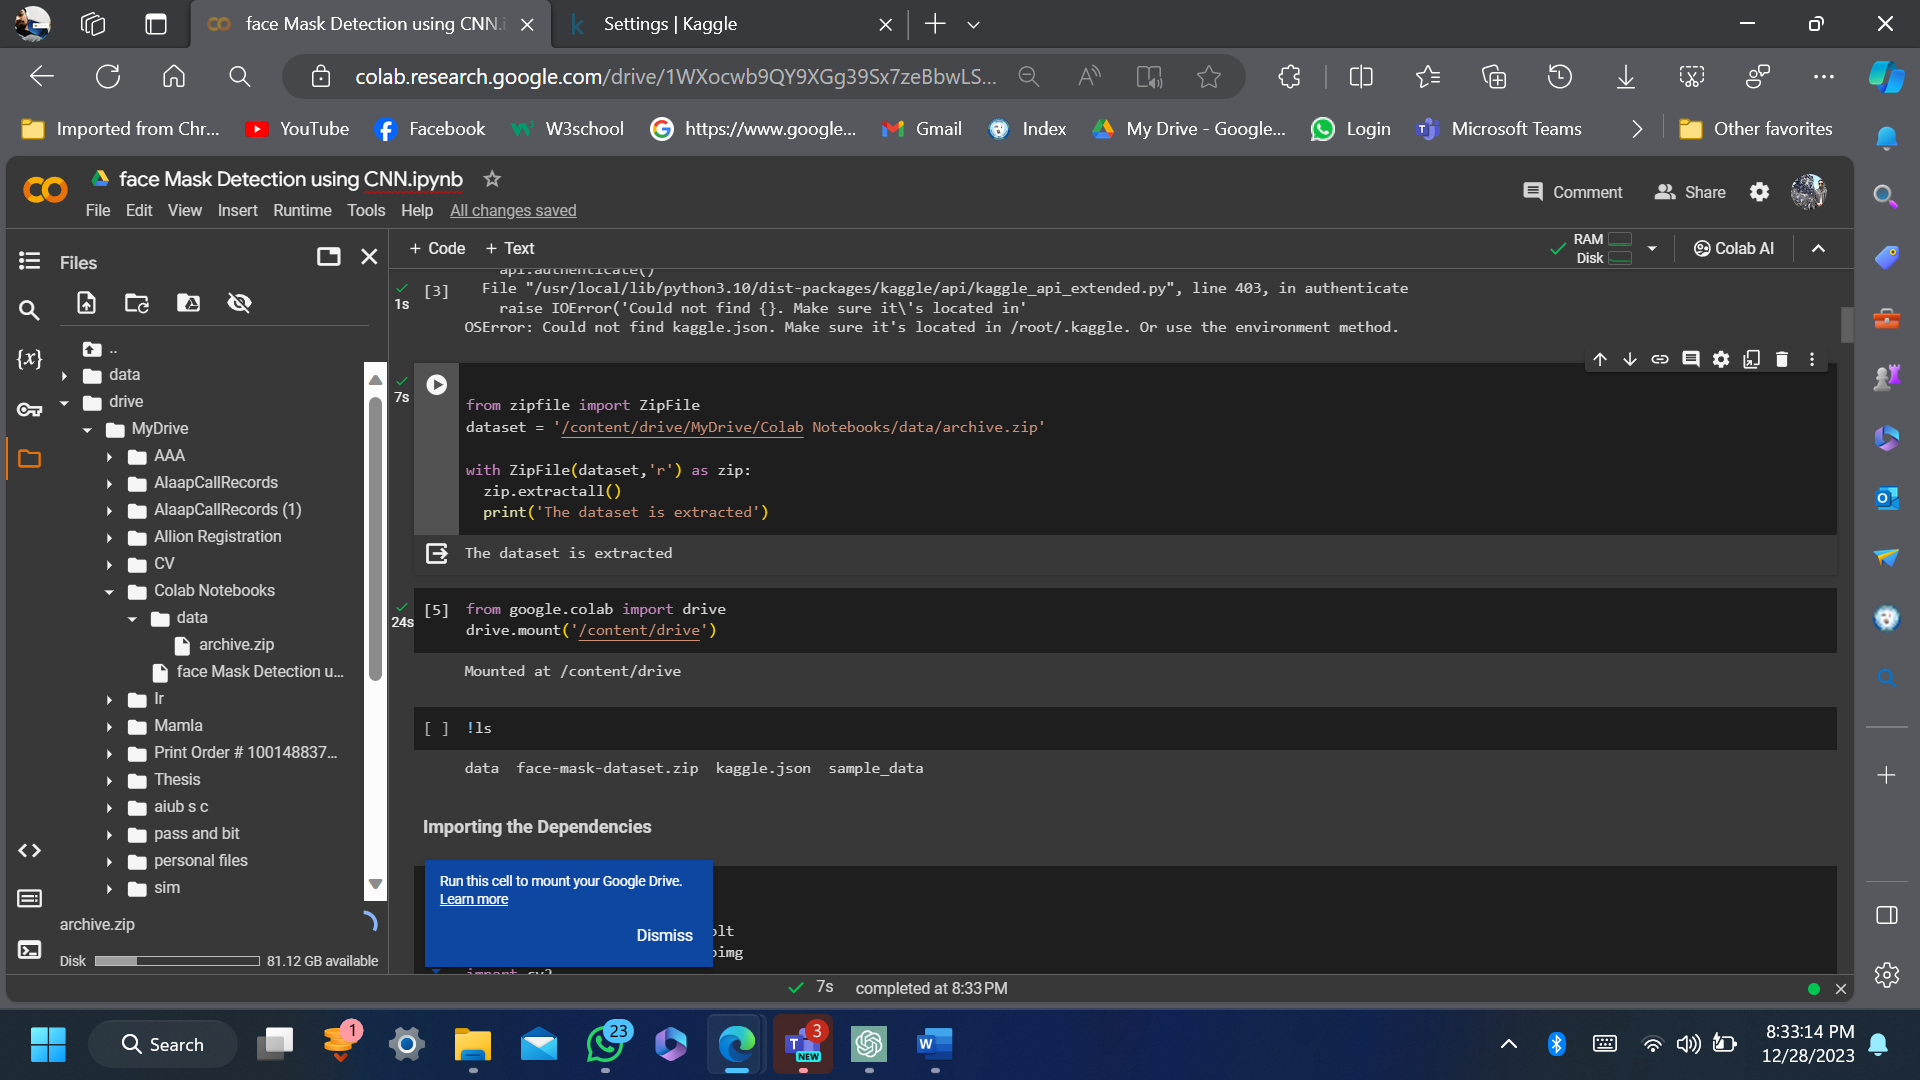 face Mask Detection using CNN.i
Settings | Kaggle
colab.research.google.com/drive/1WXocwb9QY9XGg39Sx7zeBbwLS...
Imported from Chr...
YouTube
Facebook
W3school
https://www.google...
Gmail
Index
My Drive - Google...
Login
Microsoft Teams
Other favorites
face Mask Detection using CNN.ipynb
Comment
Share
File Edit View Insert Runtime Tools Help All changes saved
Files
+ Code + Text
RAM
Disk
Colab AI
..
data
drive
MyDrive
AAA
AlaapCallRecords
AlaapCallRecords (1)
Allion Registration
CV
Colab Notebooks
data
archive.zip
face Mask Detection u...
Ir
Mamla
Print Order # 100148837...
Thesis
aiub s c
pass and bit
personal files
sim
archive.zip
Disk
81.12 GB available
api.authenticate()
1s
[3]
File "/usr/local/lib/python3.10/dist-packages/kaggle/api/kaggle_api_extended.py", line 403, in authenticate
raise IOError('Could not find {}. Make sure it\'s located in'
OSError: Could not find kaggle.json. Make sure it's located in /root/.kaggle. Or use the environment method.
7s
from zipfile import ZipFile
dataset = '/content/drive/MyDrive/Colab Notebooks/data/archive.zip'
with ZipFile(dataset,'r') as zip:
zip.extractall()
print('The dataset is extracted')
The dataset is extracted
24s
[5]
from google.colab import drive
drive.mount('/content/drive')
Mounted at /content/drive
[ ]
!ls
data face-mask-dataset.zip kaggle.json sample_data
Importing the Dependencies
Run this cell to mount your Google Drive.
Learn more
Dismiss
plt
pimg
import cv2
7s completed at 8:33 PM
Search
1
23
3
NEW
8:33:14 PM
12/28/2023